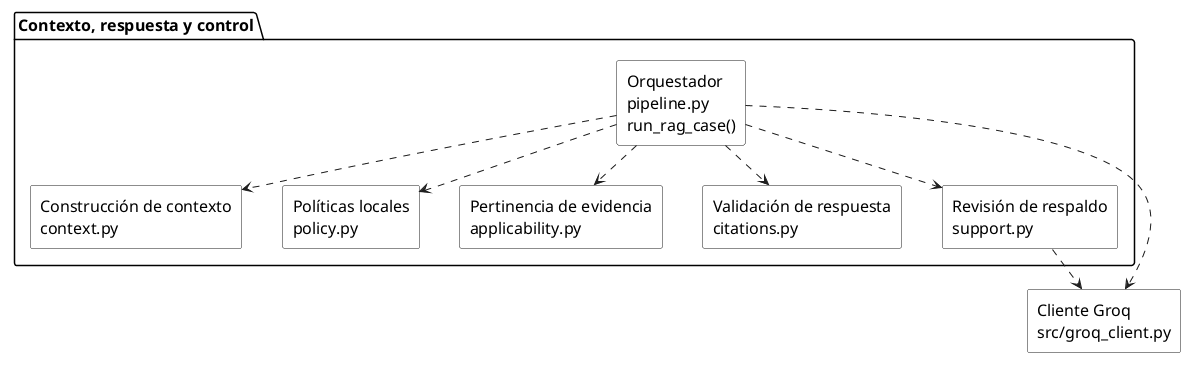 Contexto, respuesta y control
Orquestador
pipeline.py
run_rag_case()
Construcción de contexto
context.py
Políticas locales
policy.py
Pertinencia de evidencia
applicability.py
Validación de respuesta
citations.py
Revisión de respaldo
support.py
Cliente Groq
src/groq_client.py